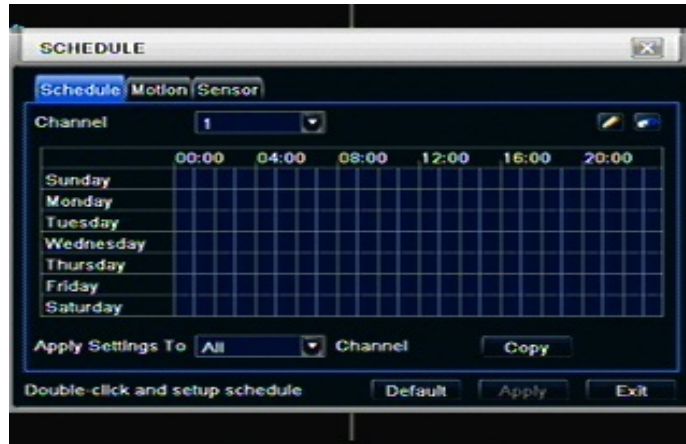 SCHEDULE
Schedule Motion Sensor
Channel 1
00:00 04:00 08:00 12:00 16:00 20:00
Sunday
Monday
Tuesday
Wednesday
Thursday
Friday
Saturday
Apply Settings To All Channel Copy
Double-click and setup schedule Default Apply Exit